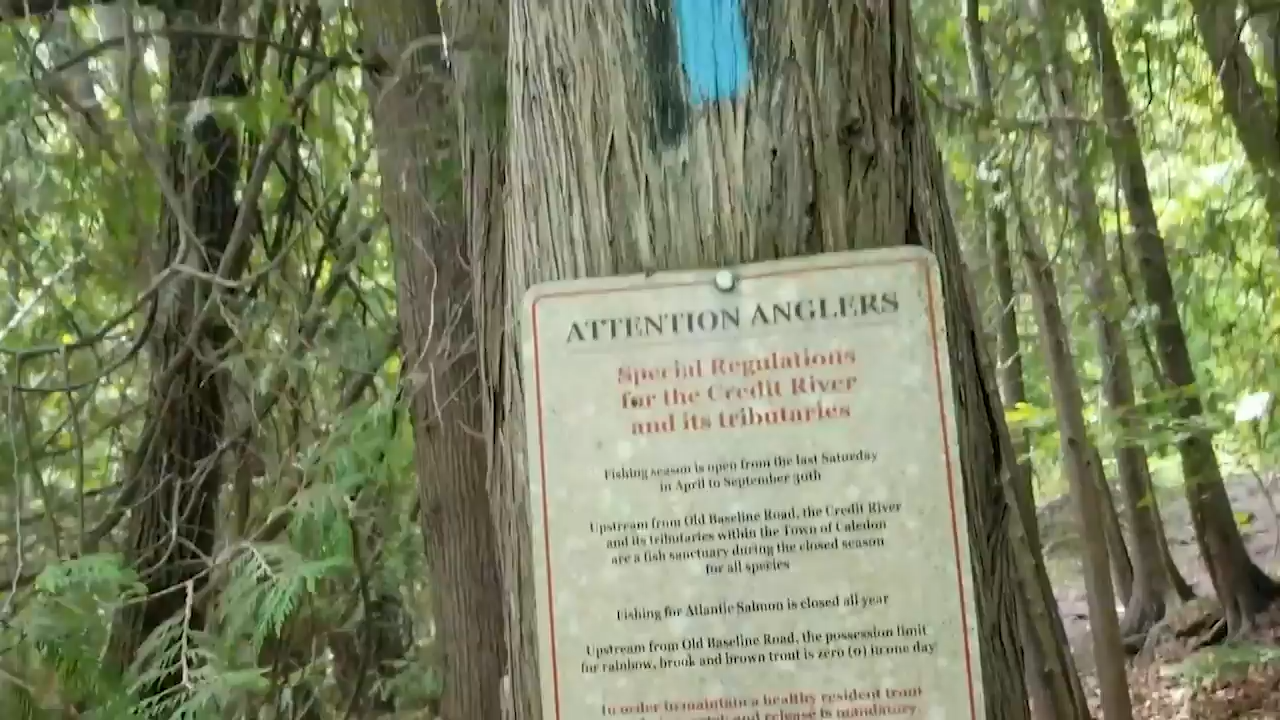 ATTENTION ANGLERS
Special Regulations
for the Credit River
and its tributaries
Fishing season is open from the last Saturday
in April to September 30th
Upstream from Old Baseline Road, the Credit River
and its tributaries within the Town of Caledon
are a fish sanctuary during the closed season
for all species
Fishing for Atlantic Salmon is closed all year
Upstream from Old Baseline Road, the possession limit
for rainbow, brook and brown trout is zero (0) in one day
In order to maintain a healthy resident trout
and release is mandatory